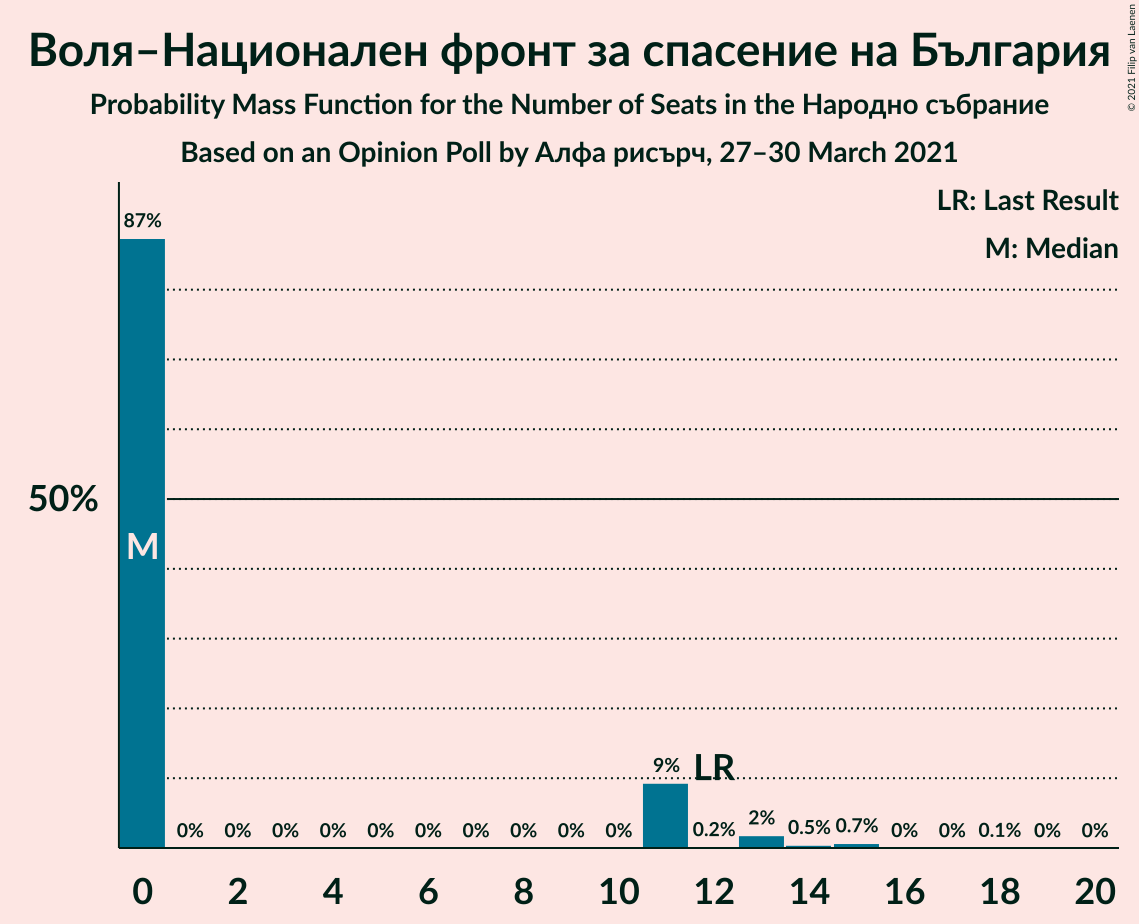 Воля–Национален фронт за спасение на България
Probability Mass Function for the Number of Seats in the Народно събрание
Based on an Opinion Poll by Алфа рисърч, 27–30 March 2021
© 2021 Filip van Laenen
LR: Last Result
M: Median
87%
50%
M
9% LR
0% 0% 0% 0% 0% 0% 0% 0% 0% 0% 0.2% 2% 0.5% 0.7% 0% 0% 0.1% 0% 0%
0 2 4 6 8 10 12 14 16 18 20